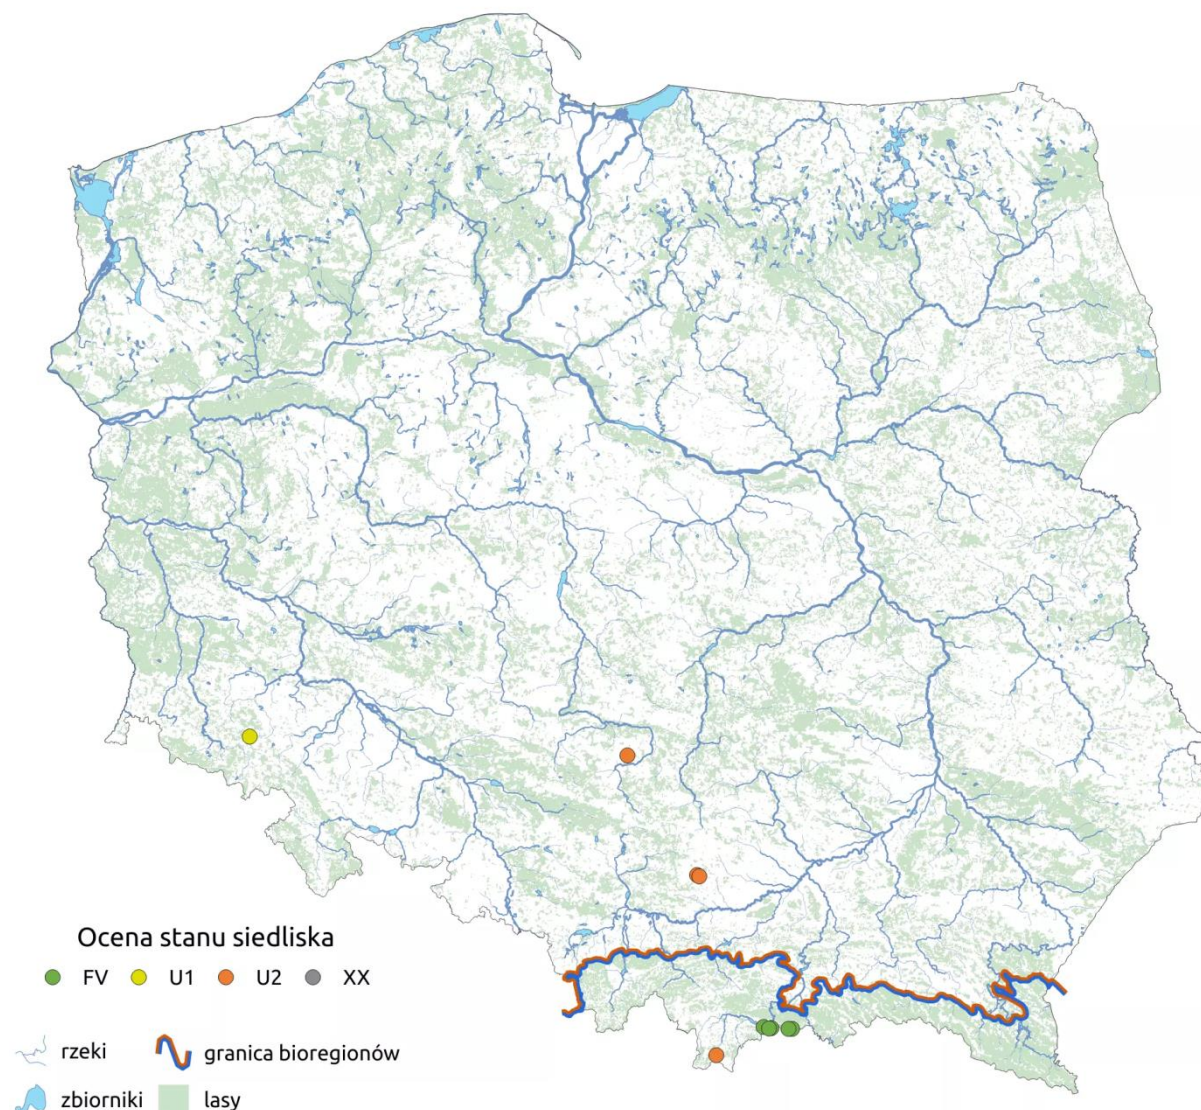 Ocena stanu siedliska
FV U1 U2 XX
rzeki granica bioregionów
zbiorniki lasy